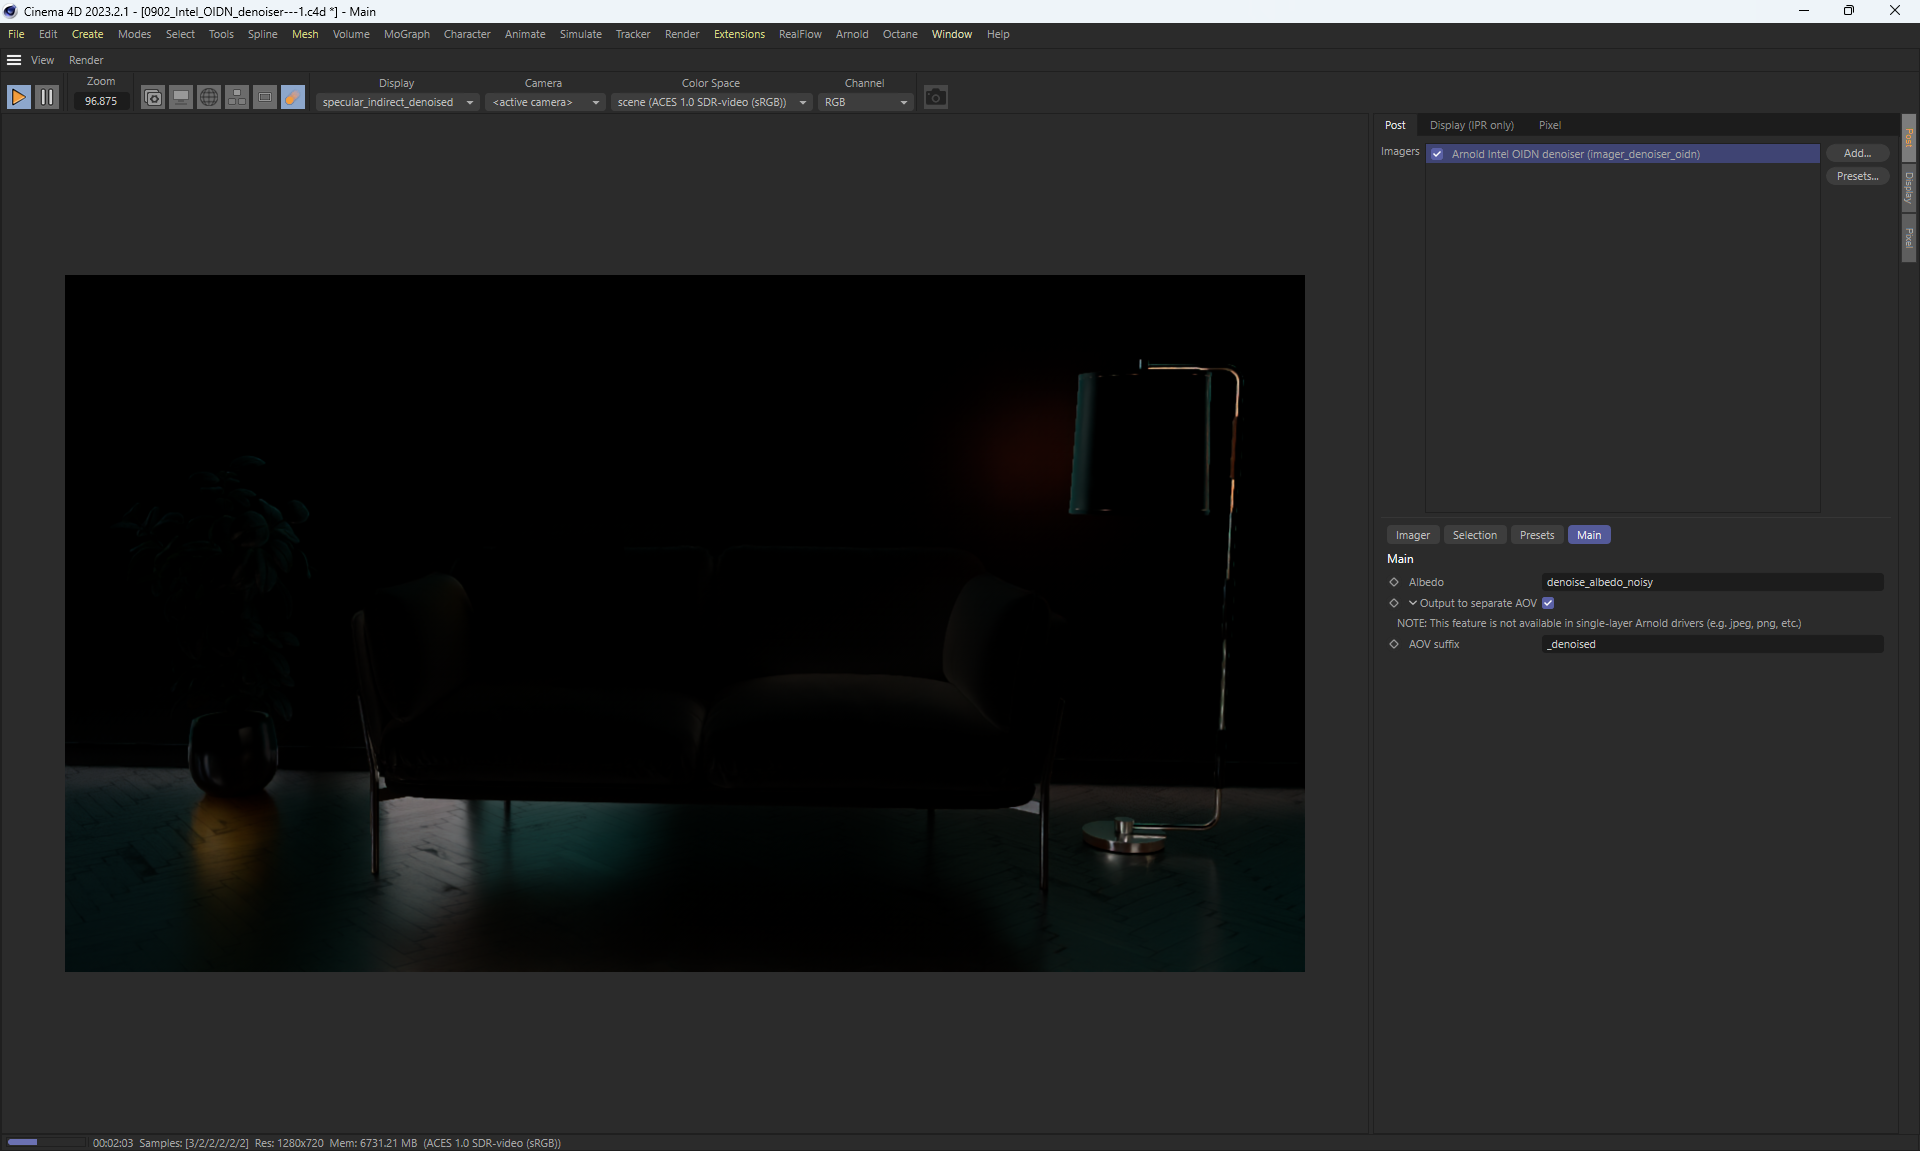 Cinema 4D 2023.2.1 - [0902_Intel_OIDN_denoiser---1.c4d *] - Main
File Edit Create Modes Select Tools Spline Mesh Volume MoGraph Character Animate Simulate Tracker Render Extensions RealFlow Arnold Octane Window Help
View Render
Zoom Display Camera Color Space Channel
96.875 specular_indirect_denoised <active camera> scene (ACES 1.0 SDR-video (sRGB)) RGB
Post Display (IPR only) Pixel
Imagers Arnold Intel OIDN denoiser (imager_denoiser_oidn) Add...
Presets...
Post
Display
Pixel
Imager Selection Presets Main
Main
Albedo denoise_albedo_noisy
Output to separate AOV
NOTE: This feature is not available in single-layer Arnold drivers (e.g. jpeg, png, etc.)
AOV suffix _denoised
00:02:03 Samples: [3/2/2/2/2/2] Res: 1280x720 Mem: 6731.21 MB (ACES 1.0 SDR-video (sRGB))